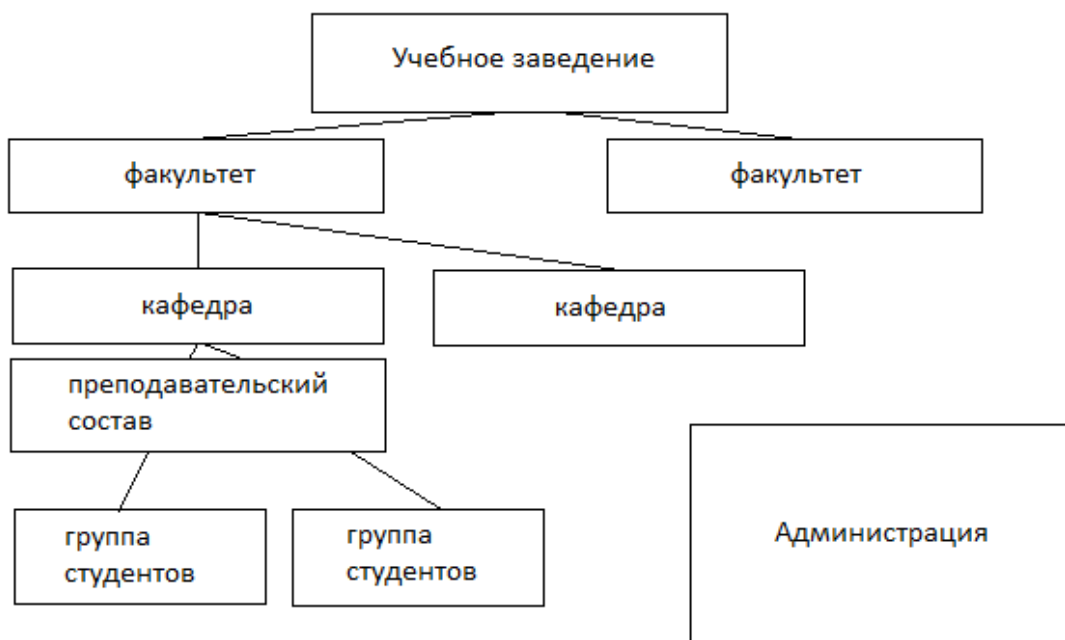 Учебное заведение
факультет
факультет
кафедра
кафедра
преподавательский
состав
группа
студентов
группа
студентов
Администрация